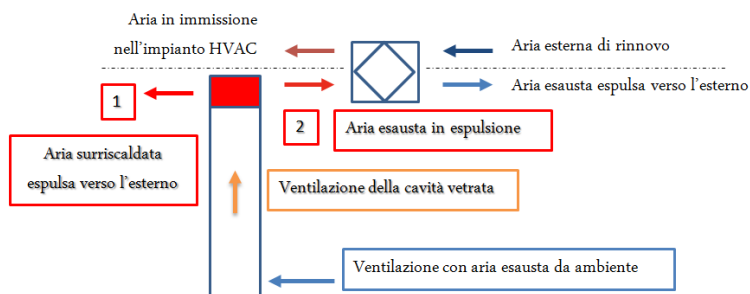 Aria in immissione
nell'impianto HVAC
Aria esterna di rinnovo
Aria esausta espulsa verso l'esterno
1
2
Aria esausta in espulsione
Aria surriscaldata
espulsa verso l'esterno
Ventilazione della cavità vetrata
Ventilazione con aria esausta da ambiente